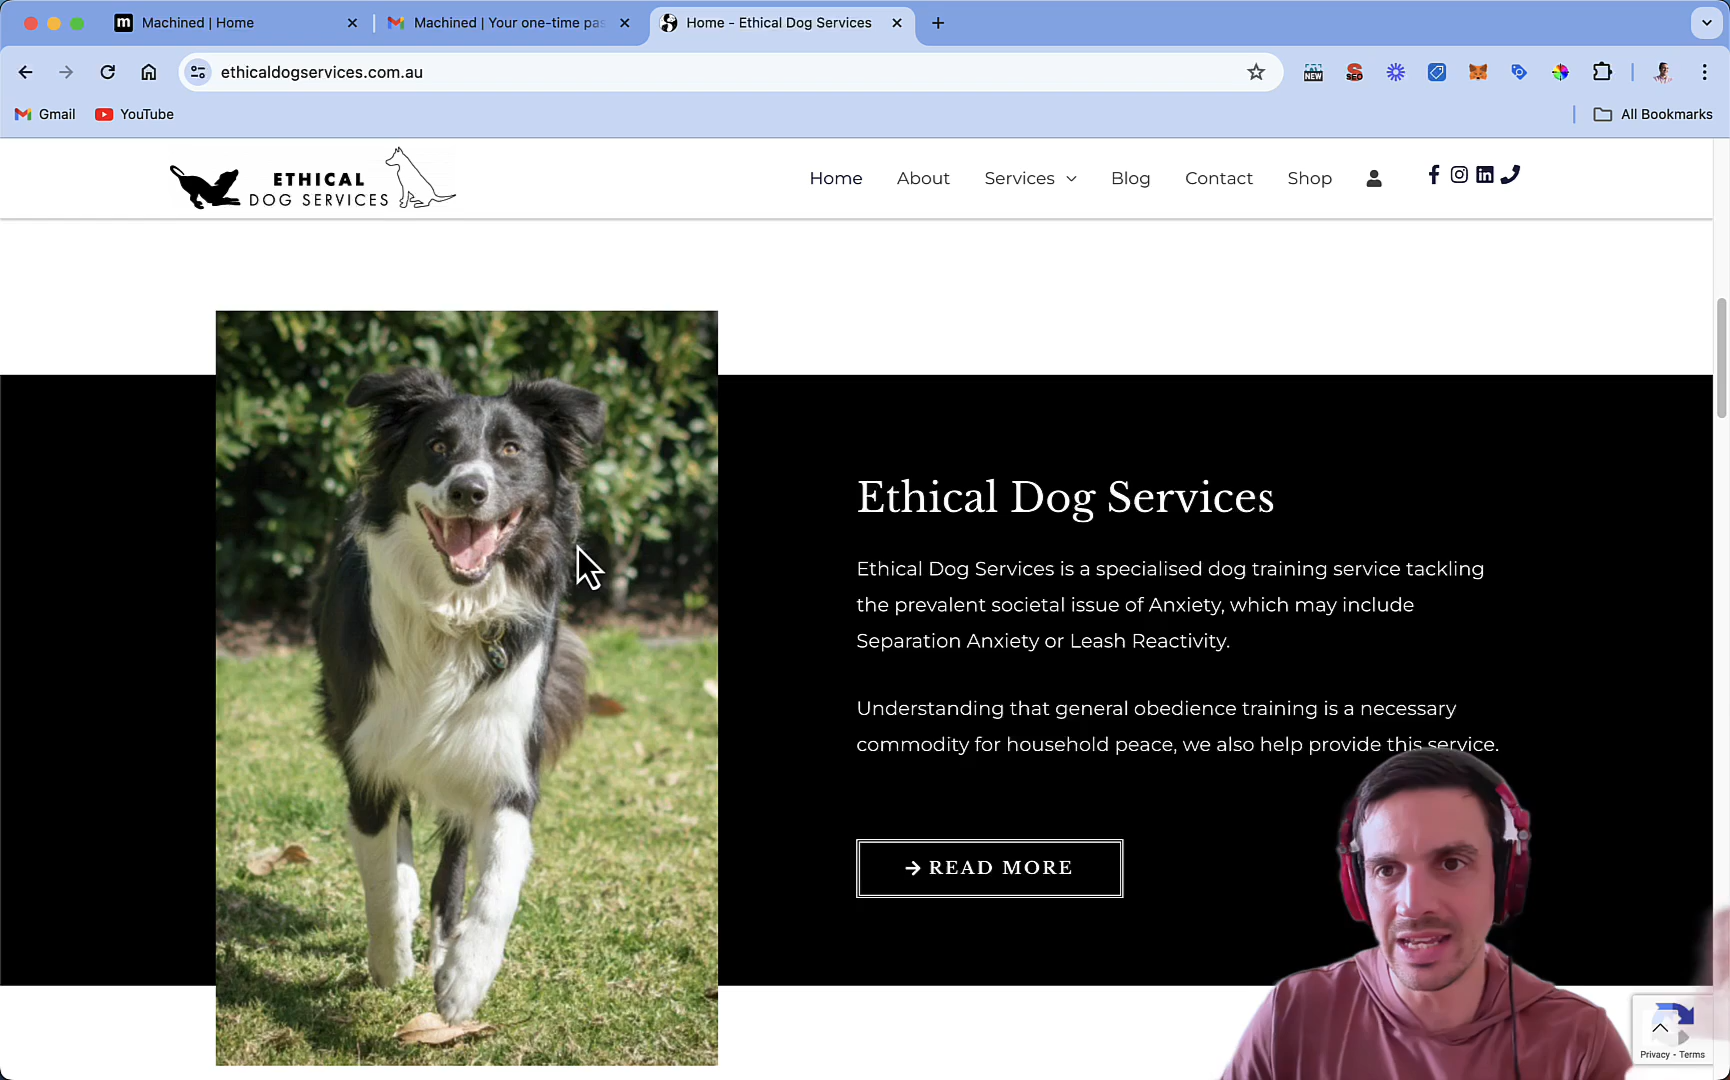 m Machined | Home
Machined | Your one-time pas
Home - Ethical Dog Services
ethicaldogservices.com.au
NEW
SEO
Gmail
YouTube
All Bookmarks
ETHICAL
DOG SERVICES
Home
About
Services
Blog
Contact
Shop
Ethical Dog Services
Ethical Dog Services is a specialised dog training service tackling
the prevalent societal issue of Anxiety, which may include
Separation Anxiety or Leash Reactivity.
Understanding that general obedience training is a necessary
commodity for household peace, we also help provide this service.
READ MORE
Privacy - Terms